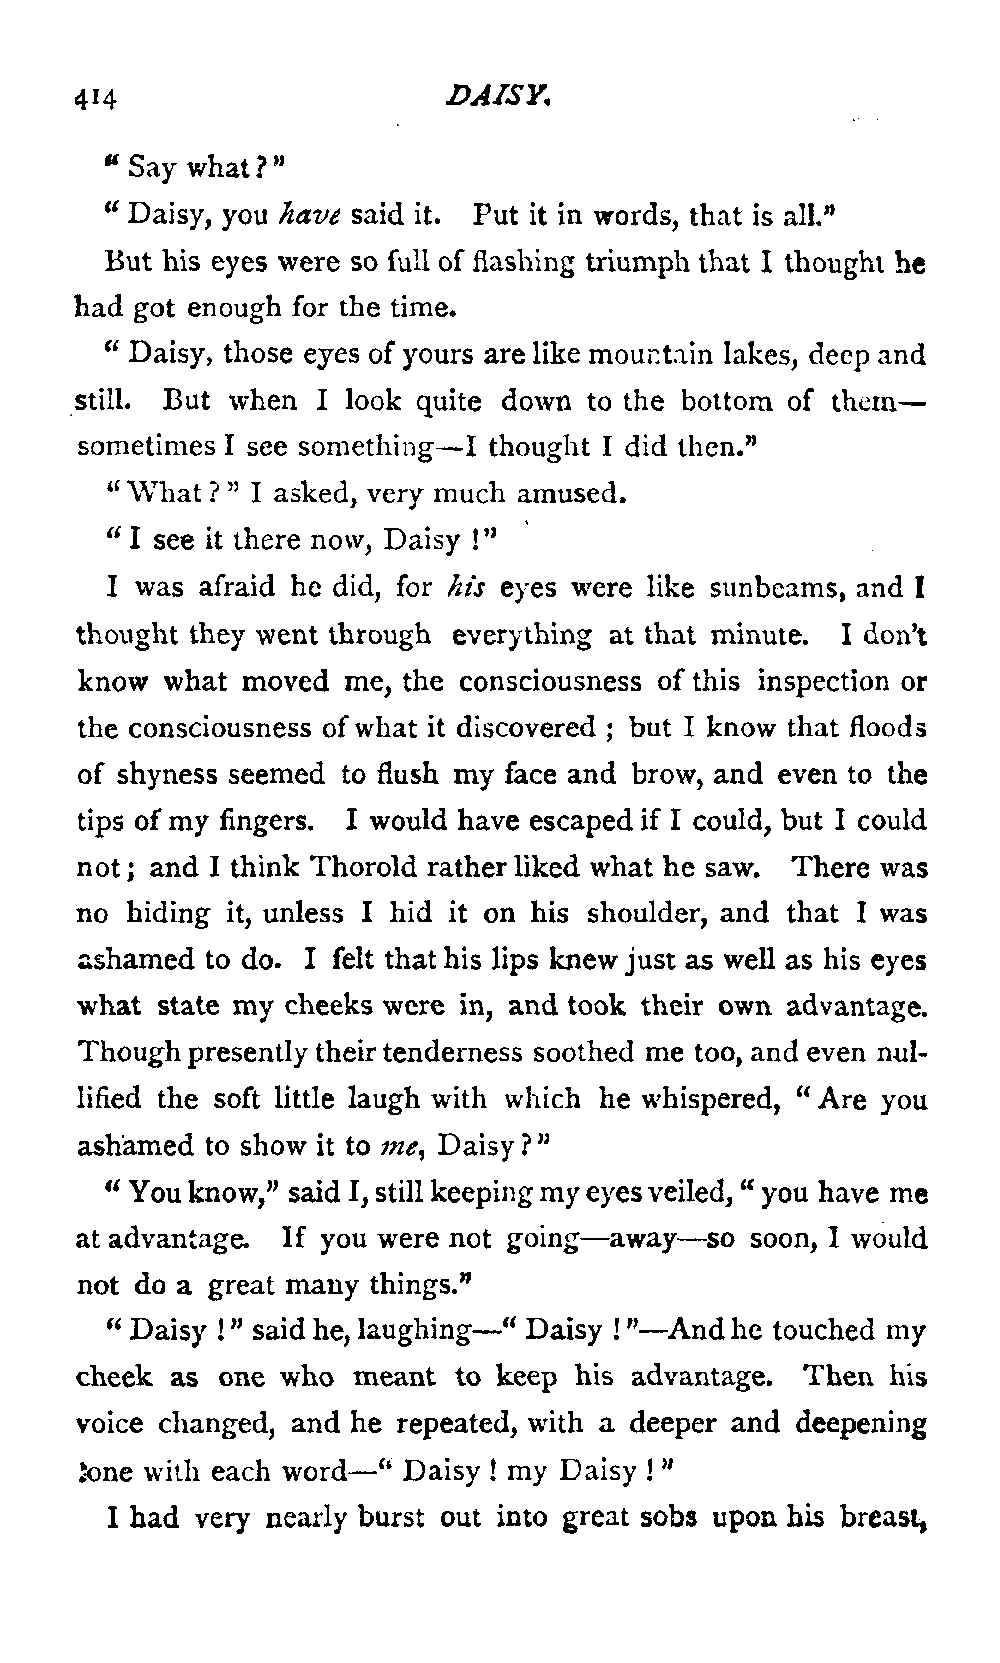 414 DAISY.
" Say what ? "
" Daisy, you have said it. Put it in words, that is all."
But his eyes were so full of flashing triumph that I thought he
had got enough for the time.
" Daisy, those eyes of yours are like mountain lakes, deep and
still. But when I look quite down to the bottom of them—
sometimes I see something—I thought I did then."
" What ? " I asked, very much amused.
" I see it there now, Daisy ! "
I was afraid he did, for his eyes were like sunbeams, and I
thought they went through everything at that minute. I don't
know what moved me, the consciousness of this inspection or
the consciousness of what it discovered ; but I know that floods
of shyness seemed to flush my face and brow, and even to the
tips of my fingers. I would have escaped if I could, but I could
not ; and I think Thorold rather liked what he saw. There was
no hiding it, unless I hid it on his shoulder, and that I was
ashamed to do. I felt that his lips knew just as well as his eyes
what state my cheeks were in, and took their own advantage.
Though presently their tenderness soothed me too, and even nul-
lified the soft little laugh with which he whispered, " Are you
ashamed to show it to me, Daisy ? "
" You know," said I, still keeping my eyes veiled, " you have me
at advantage. If you were not going—away—so soon, I would
not do a great many things."
" Daisy ! " said he, laughing—" Daisy ! "—And he touched my
cheek as one who meant to keep his advantage. Then his
voice changed, and he repeated, with a deeper and deepening
tone with each word—" Daisy ! my Daisy ! "
I had very nearly burst out into great sobs upon his breast,